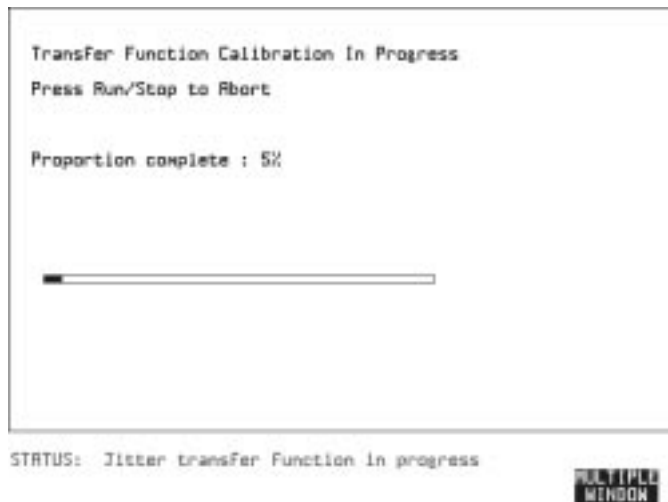 Transfer Function Calibration In Progress
Press Run/Stop to Abort
Proportion complete : 5%
STATUS: Jitter transfer Function in progress
MULTIPLE
WINDOW